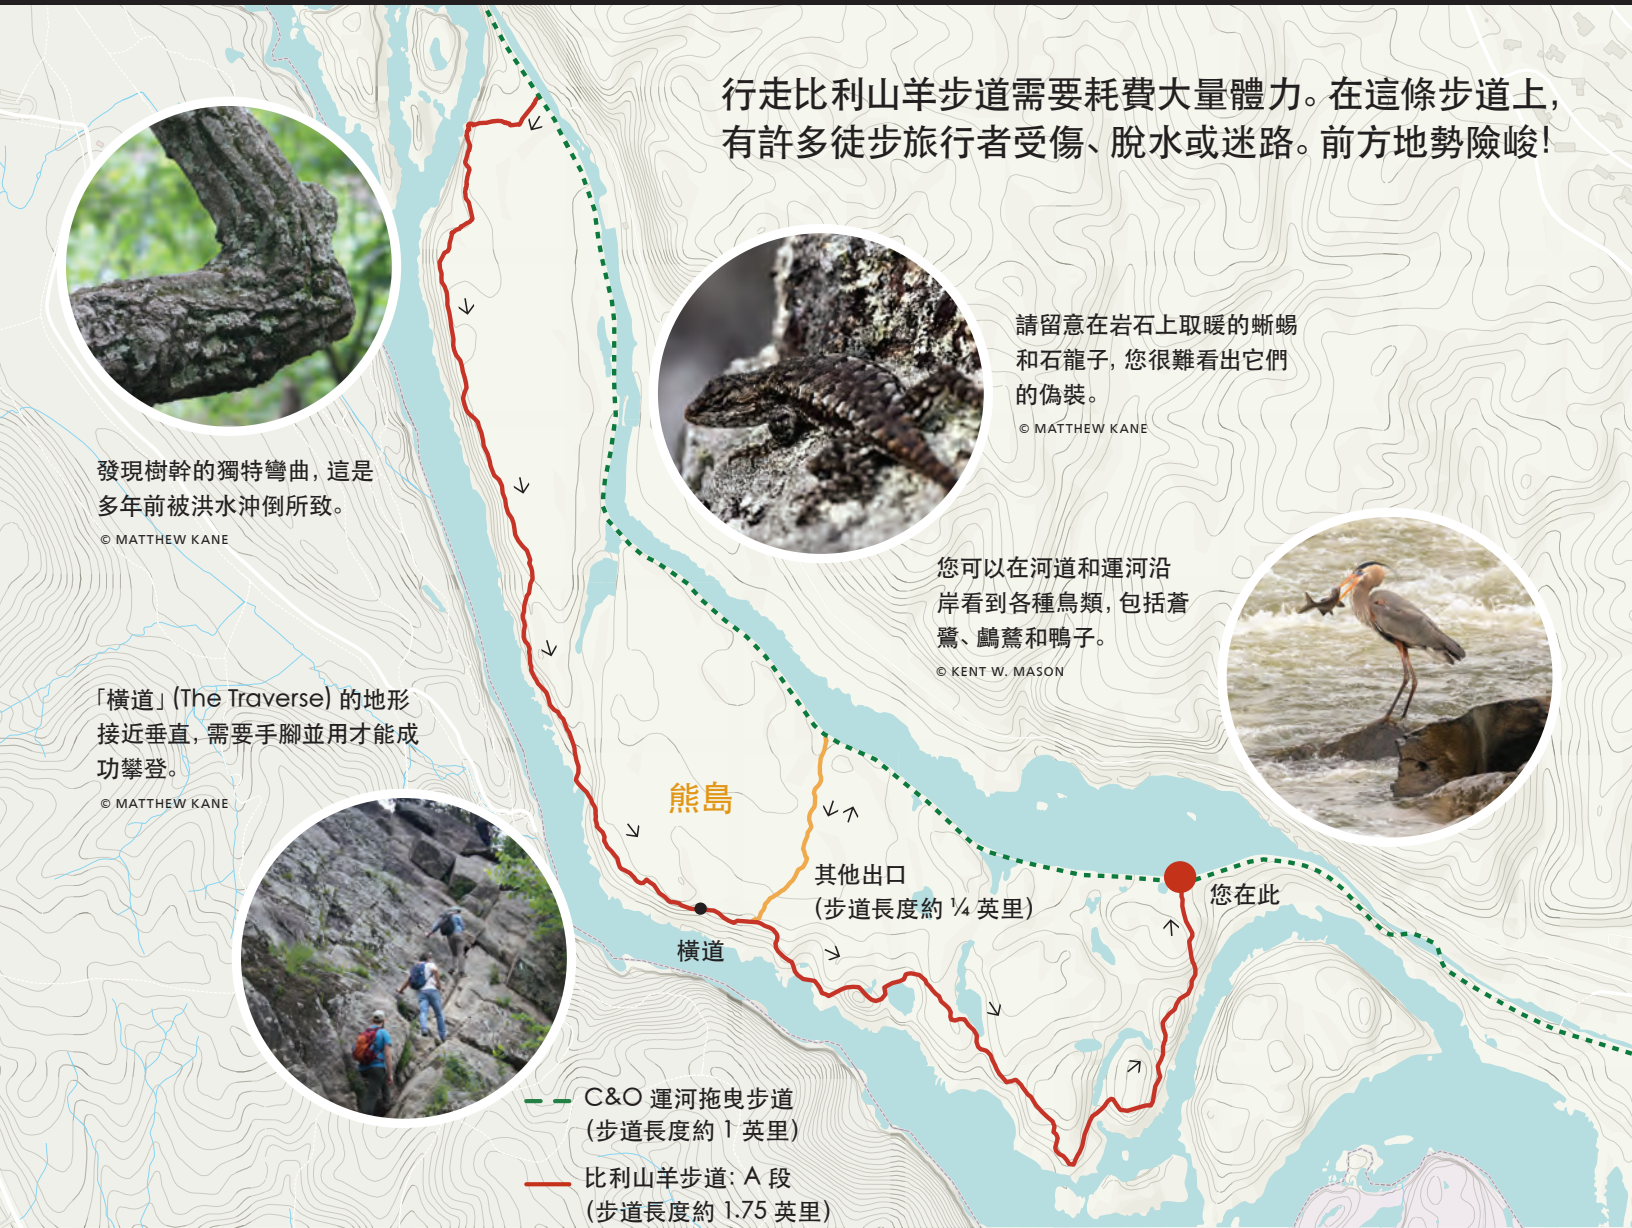 行走比利山羊步道需要耗費大量體力。在這條步道上,
有許多徒步旅行者受傷、脫水或迷路。前方地勢險峻!
請留意在岩石上取暖的蜥蜴
和石龍子, 您很難看出它們
的偽裝。
© MATTHEW KANE
發現樹幹的獨特彎曲, 這是
多年前被洪水沖倒所致。
© MATTHEW KANE
您可以在河道和運河沿
岸看到各種鳥類, 包括蒼
鷺、鸕鶿和鴨子。
© KENT W. MASON
「橫道」(The Traverse) 的地形
接近垂直, 需要手腳並用才能成
功攀登。
© MATTHEW KANE
熊島
其他出口
(步道長度約 ¼ 英里)
您在此
橫道
C&O 運河拖曳步道
(步道長度約 1 英里)
比利山羊步道: A 段
(步道長度約 1.75 英里)